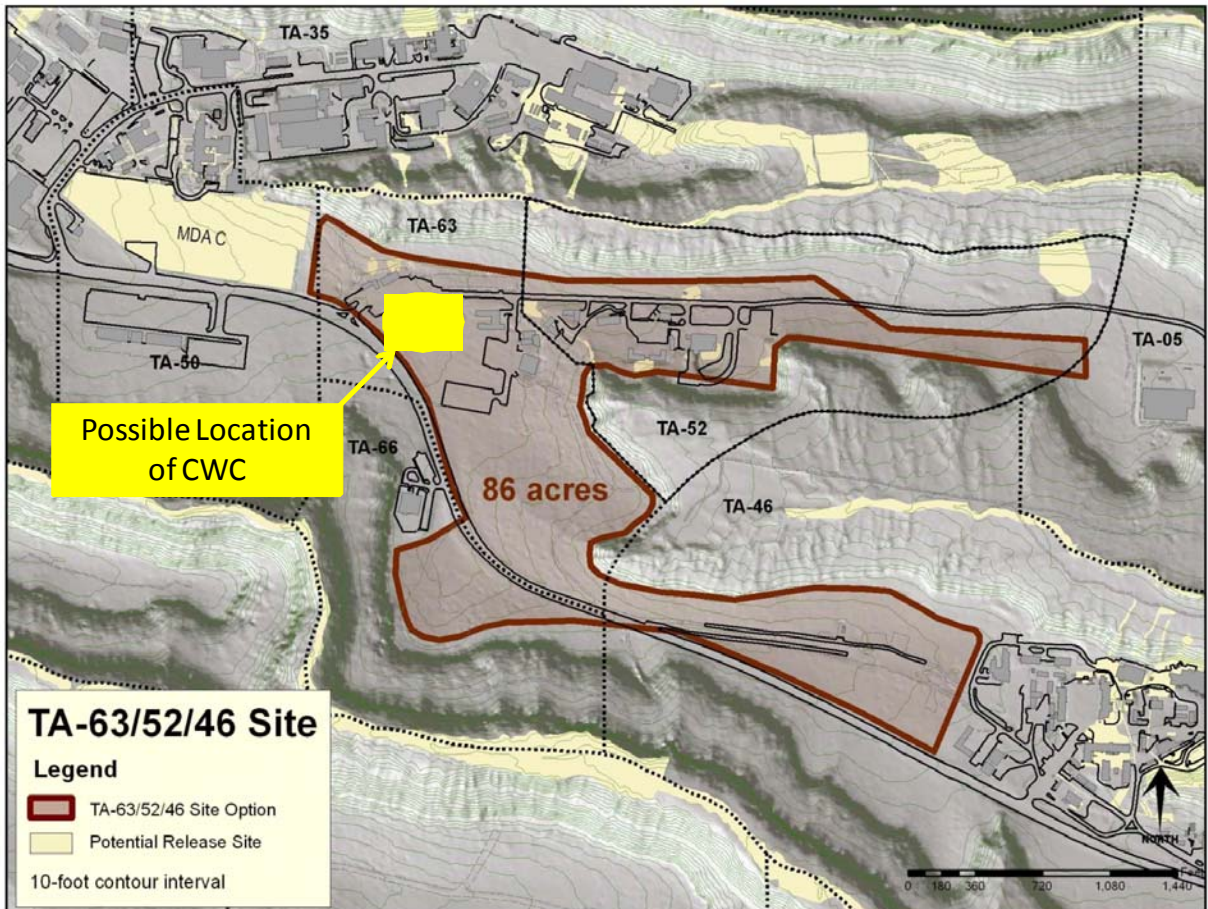 TA-35
TA-63
MDA C
TA-50
TA-05
Possible Location
of CWC
TA-66
TA-52
86 acres
TA-46
TA-63/52/46 Site
Legend
TA-63/52/46 Site Option
Potential Release Site
10-foot contour interval
NORTH
0 180 360 720 1,080 1,440